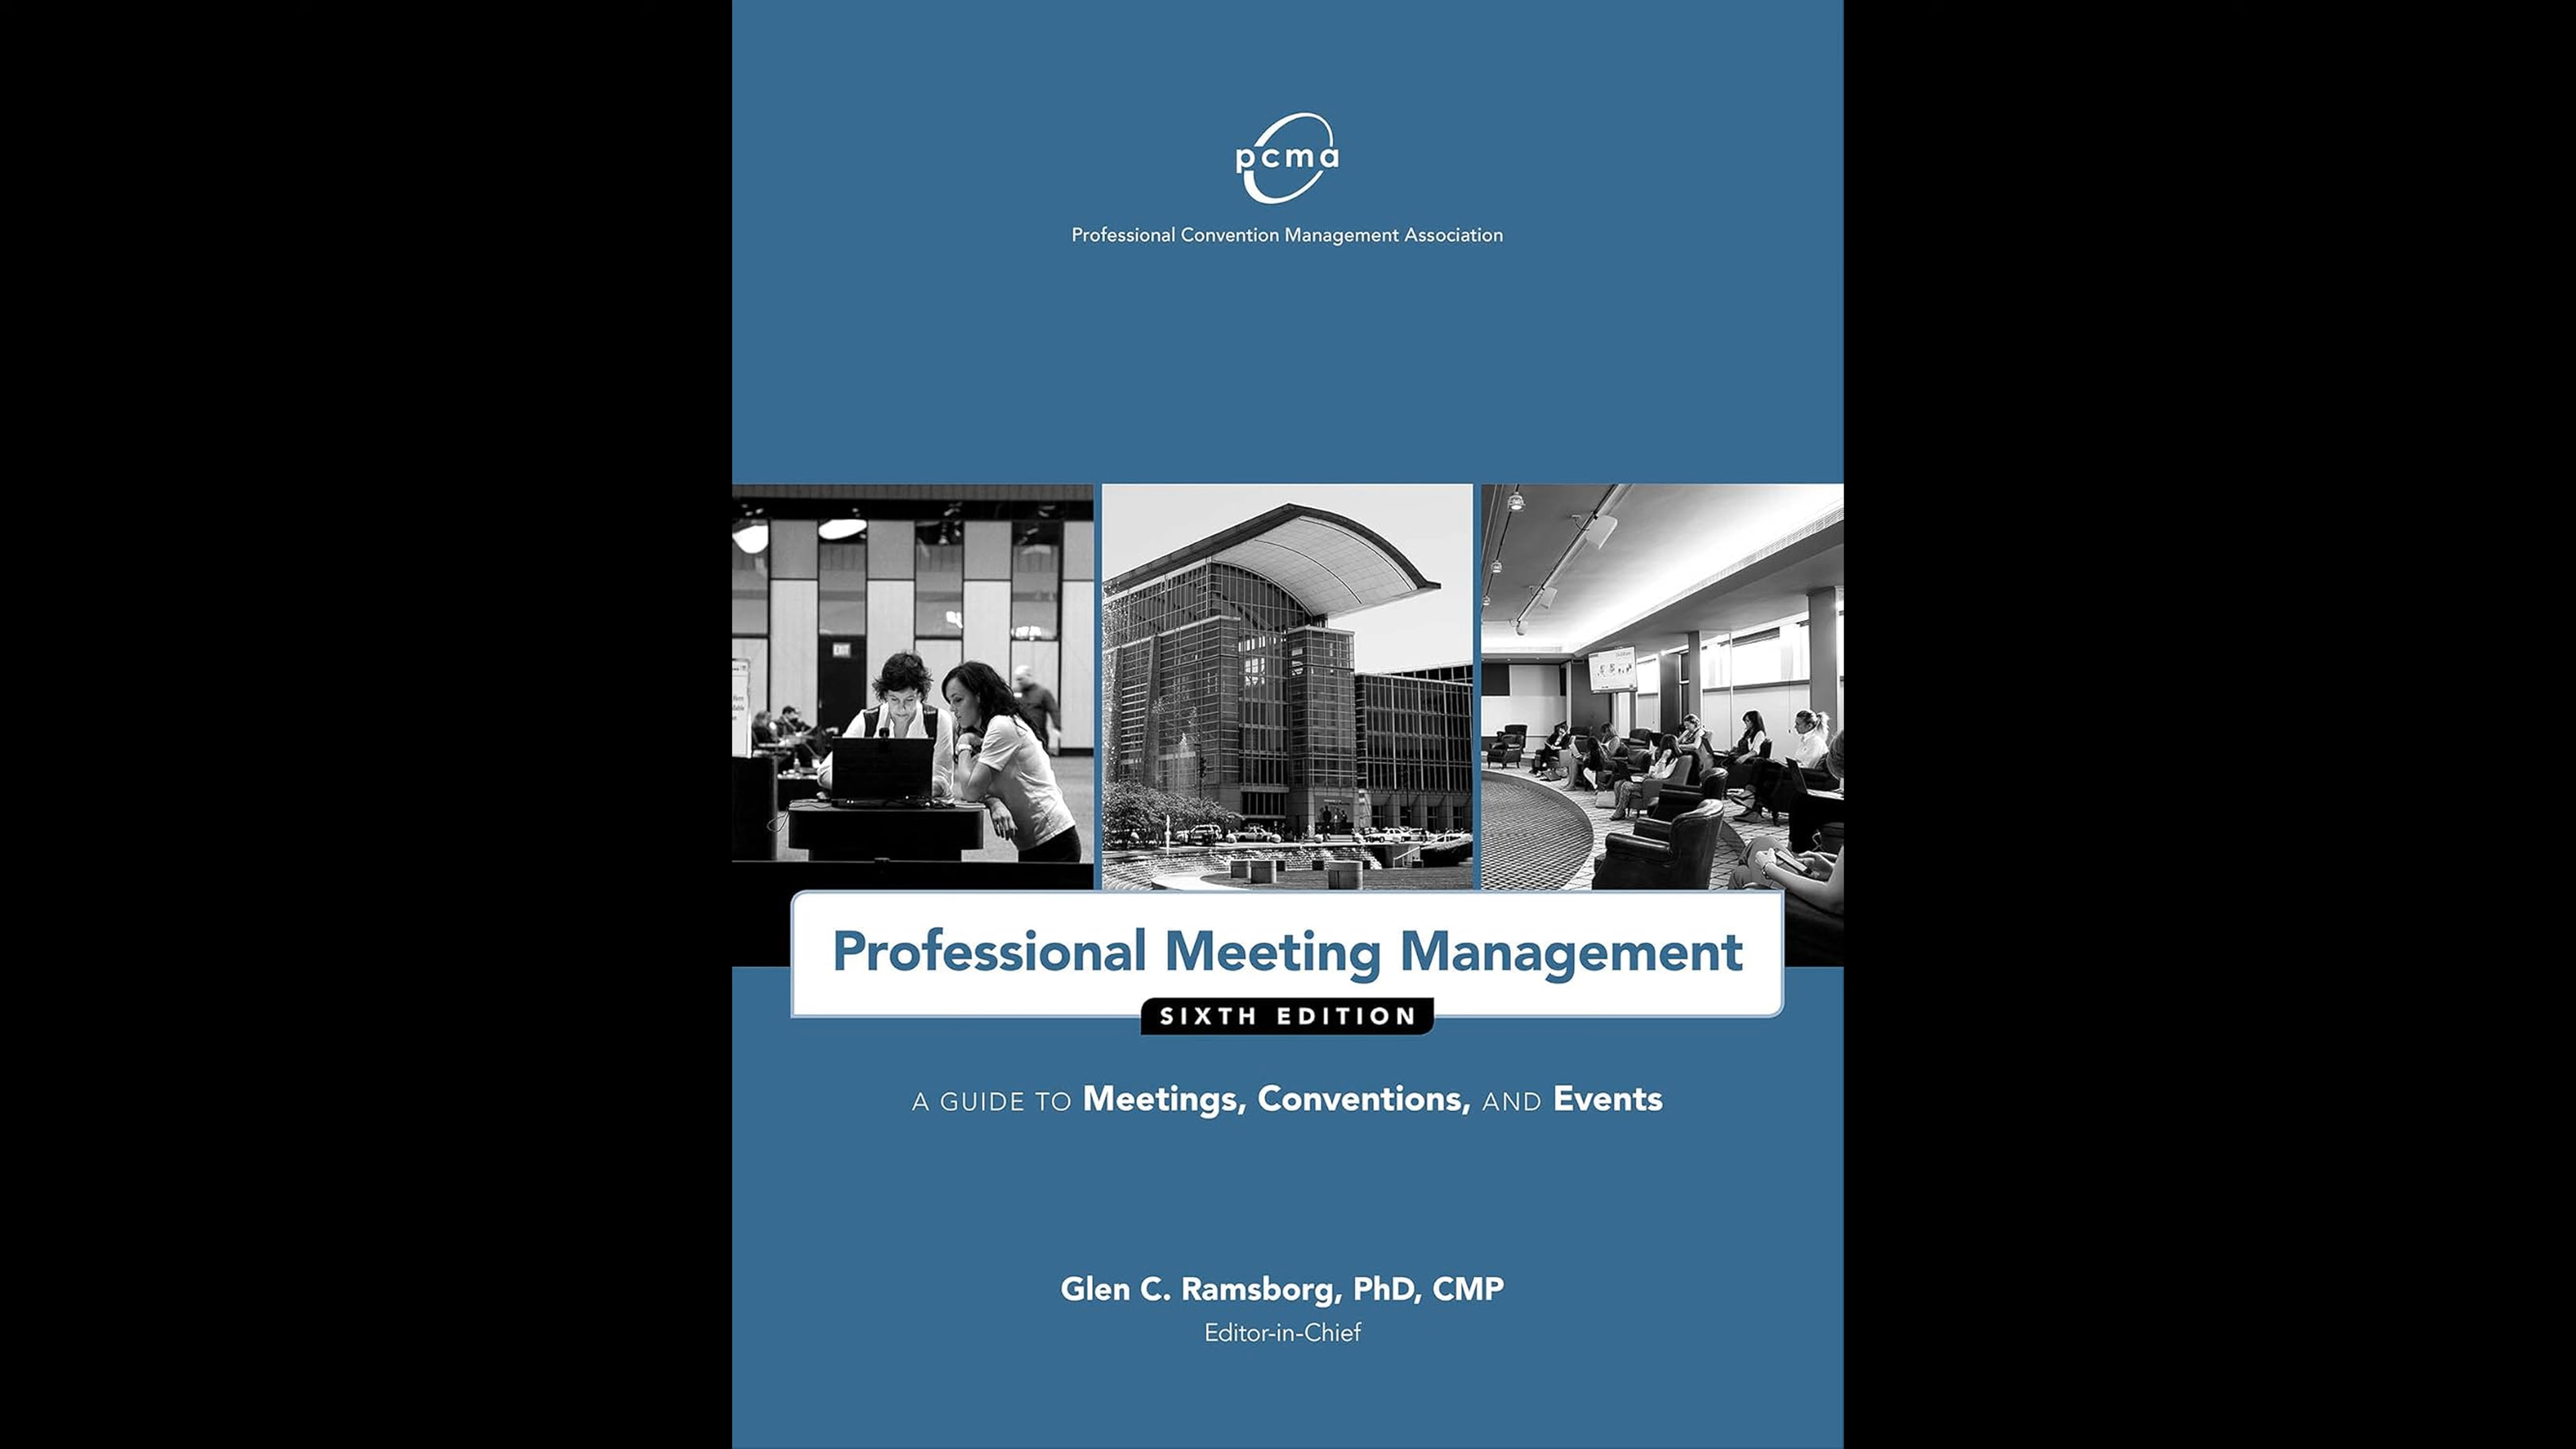 pcma
Professional Convention Management Association
EXIT
Professional Meeting Management
SIXTH EDITION
A GUIDE TO Meetings, Conventions, AND Events
Glen C. Ramsborg, PhD, CMP
Editor-in-Chief